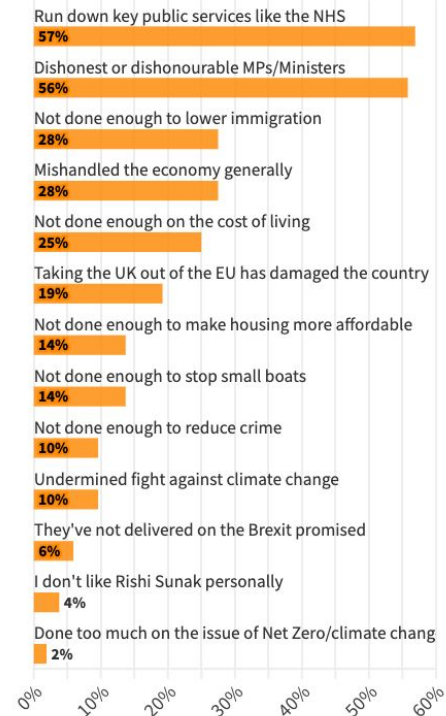 Run down key public services like the NHS
57%
Dishonest or dishonourable MPs/Ministers
56%
Not done enough to lower immigration
28%
Mishandled the economy generally
28%
Not done enough on the cost of living
25%
Taking the UK out of the EU has damaged the country
19%
Not done enough to make housing more affordable
14%
Not done enough to stop small boats
14%
Not done enough to reduce crime
10%
Undermined fight against climate change
10%
They've not delivered on the Brexit promised
6%
I don't like Rishi Sunak personally
4%
Done too much on the issue of Net Zero/climate chang
2%
0% 10% 20% 30% 40% 50% 60%